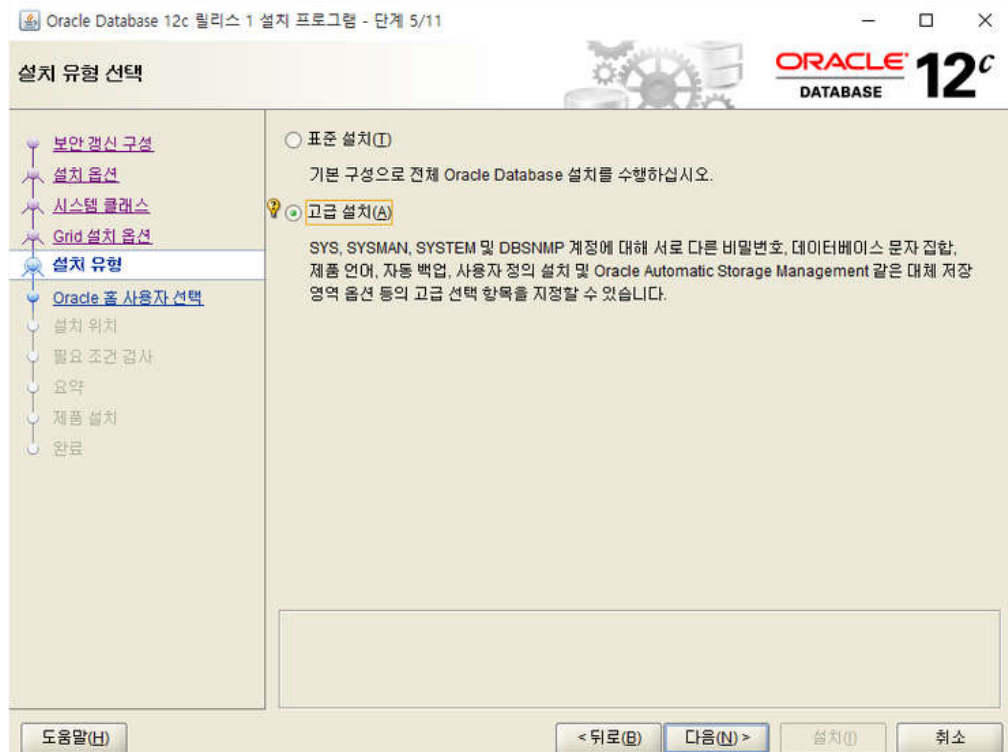 Oracle Database 12c 릴리스 1 설치 프로그램 - 단계 5/11
설치 유형 선택
ORACLE
DATABASE
12c
보안 갱신 구성
설치 옵션
시스템 클래스
Grid 설치 옵션
설치 유형
Oracle 홈 사용자 선택
설치 위치
필요 조건 검사
요약
제품 설치
완료
표준 설치(T)
기본 구성으로 전체 Oracle Database 설치를 수행하십시오.
고급 설치(A)
SYS, SYSMAN, SYSTEM 및 DBSNMP 계정에 대해 서로 다른 비밀번호, 데이터베이스 문자 집합,
제품 언어, 자동 백업, 사용자 정의 설치 및 Oracle Automatic Storage Management 같은 대체 저장
영역 옵션 등의 고급 선택 항목을 지정할 수 있습니다.
도움말(H)
<뒤로(B)
다음(N)>
설치(I)
취소